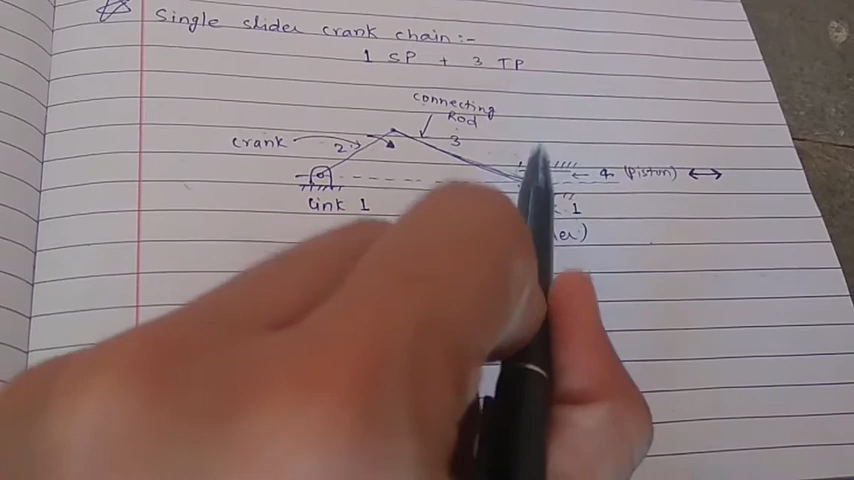 Single slider crank chain:-
1 SP + 3 TP
connecting
Rod
crank
2
3
4 (Piston)
link 1
1